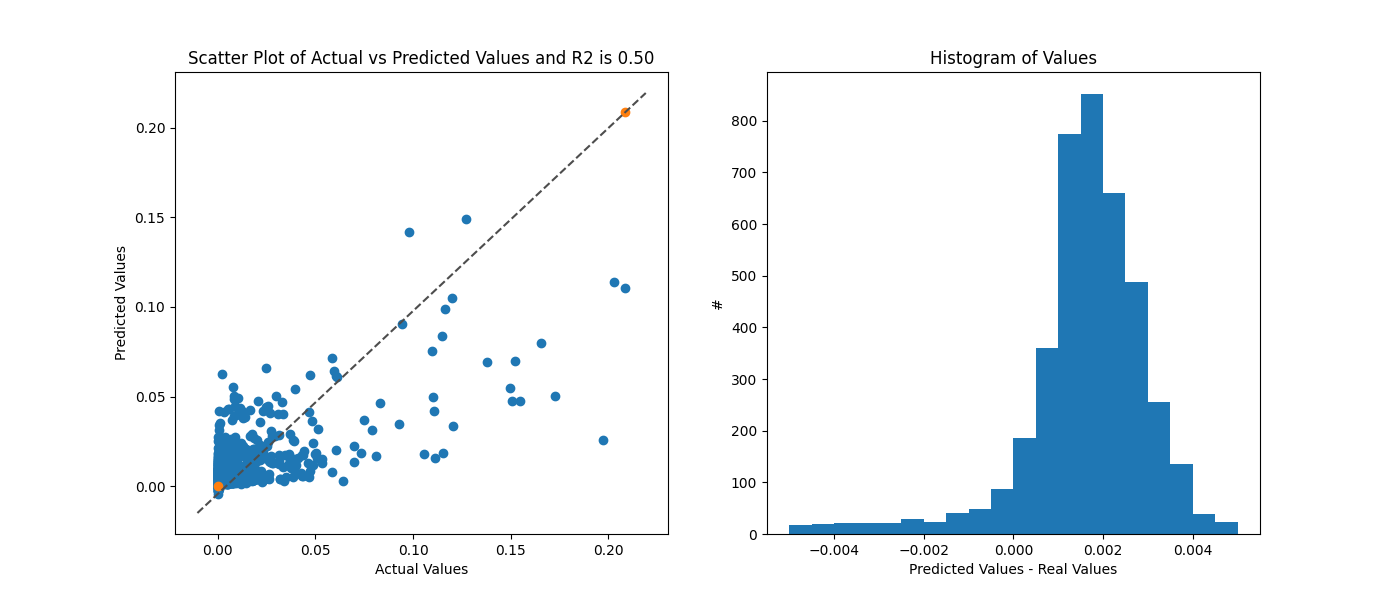 Scatter Plot of Actual vs Predicted Values and R2 is 0.50
Predicted Values
0.20
0.15
0.10
0.05
0.00
0.00 0.05 0.10 0.15 0.20
Actual Values
Histogram of Values
#
800
700
600
500
400
300
200
100
0
−0.004 −0.002 0.000 0.002 0.004
Predicted Values - Real Values